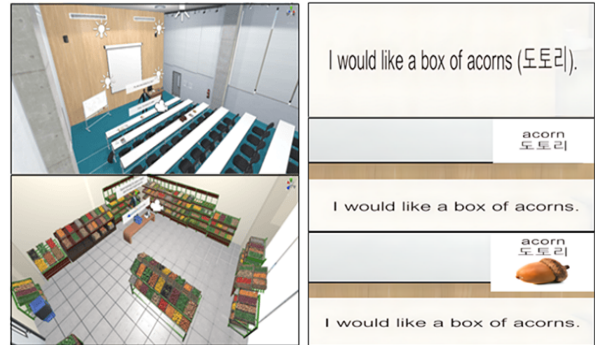 I would like a box of acorns (도토리).
acorn
도토리
I would like a box of acorns.
acorn
도토리
I would like a box of acorns.